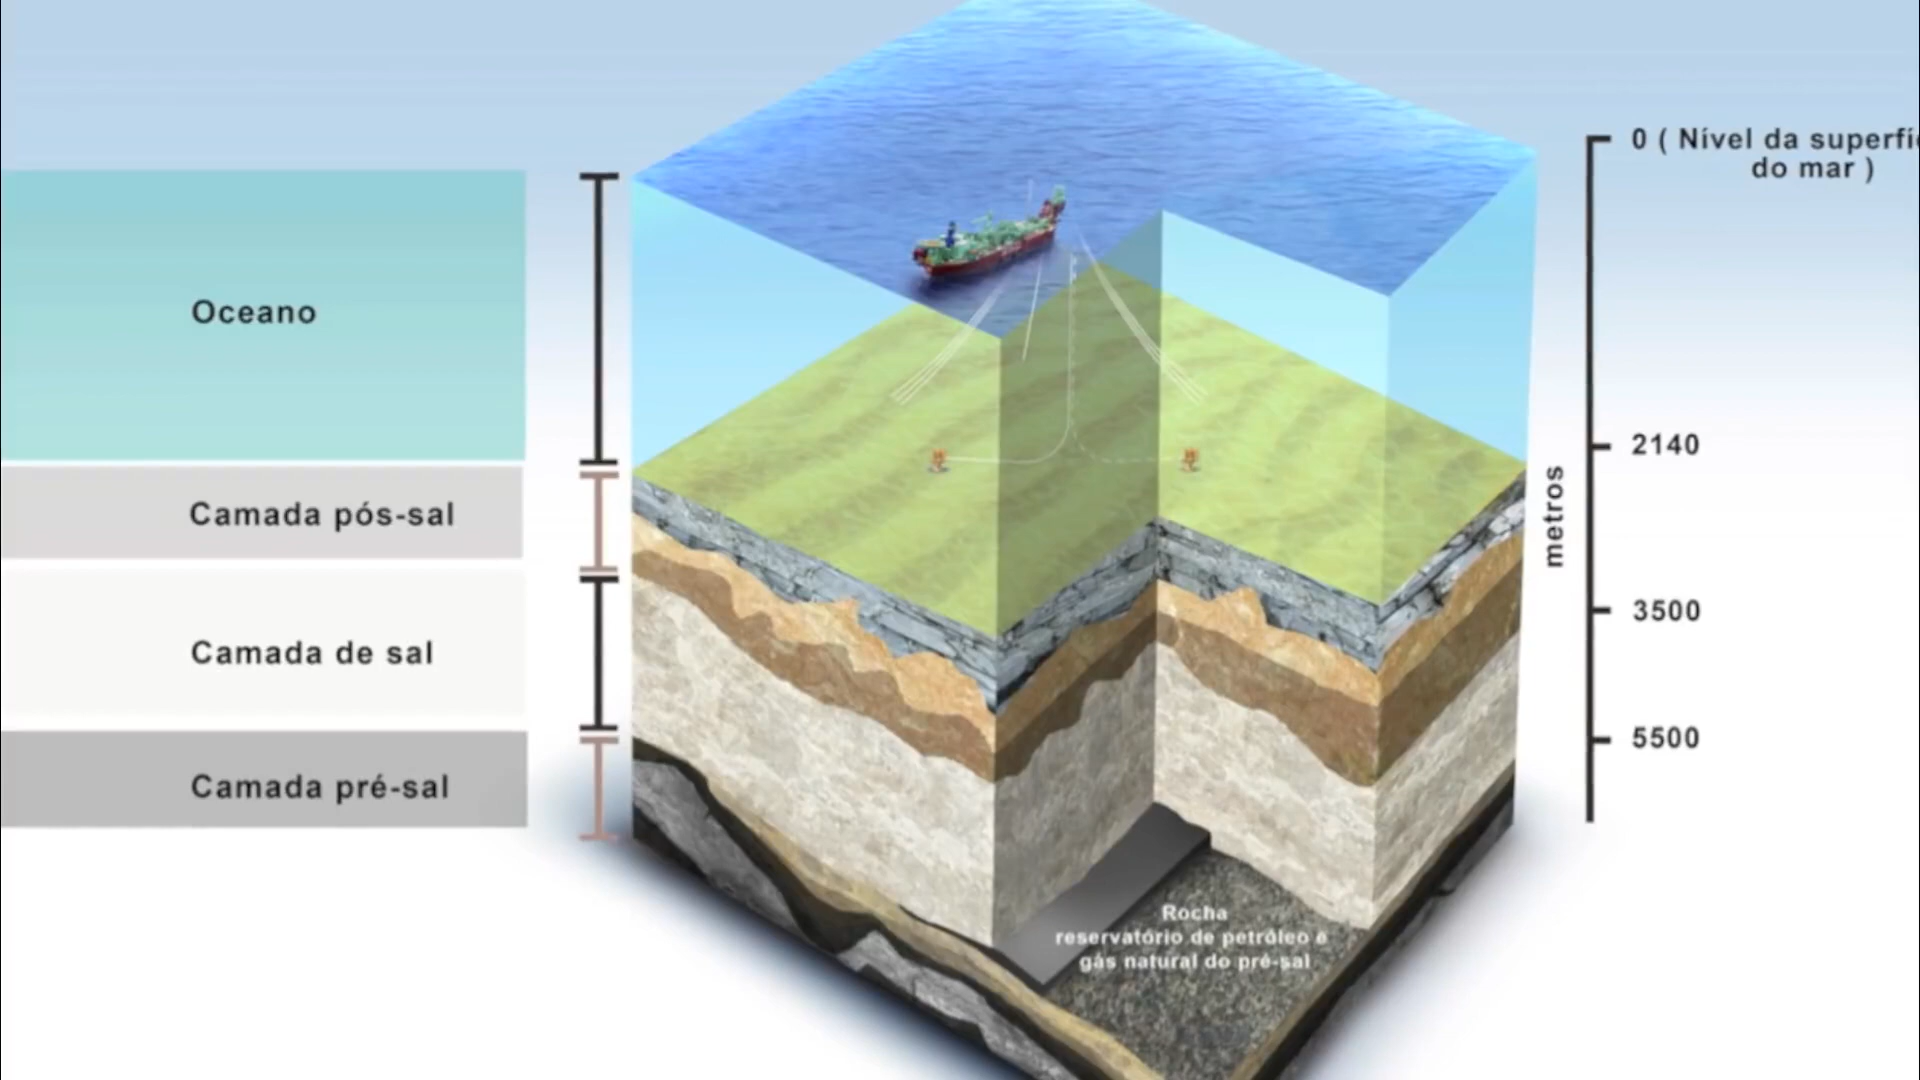 0 ( Nível da superfí
do mar )
Oceano
2140
Camada pós-sal
metros
3500
Camada de sal
5500
Camada pré-sal
Rocha
reservatório de petróleo e
gás natural do pré-sal